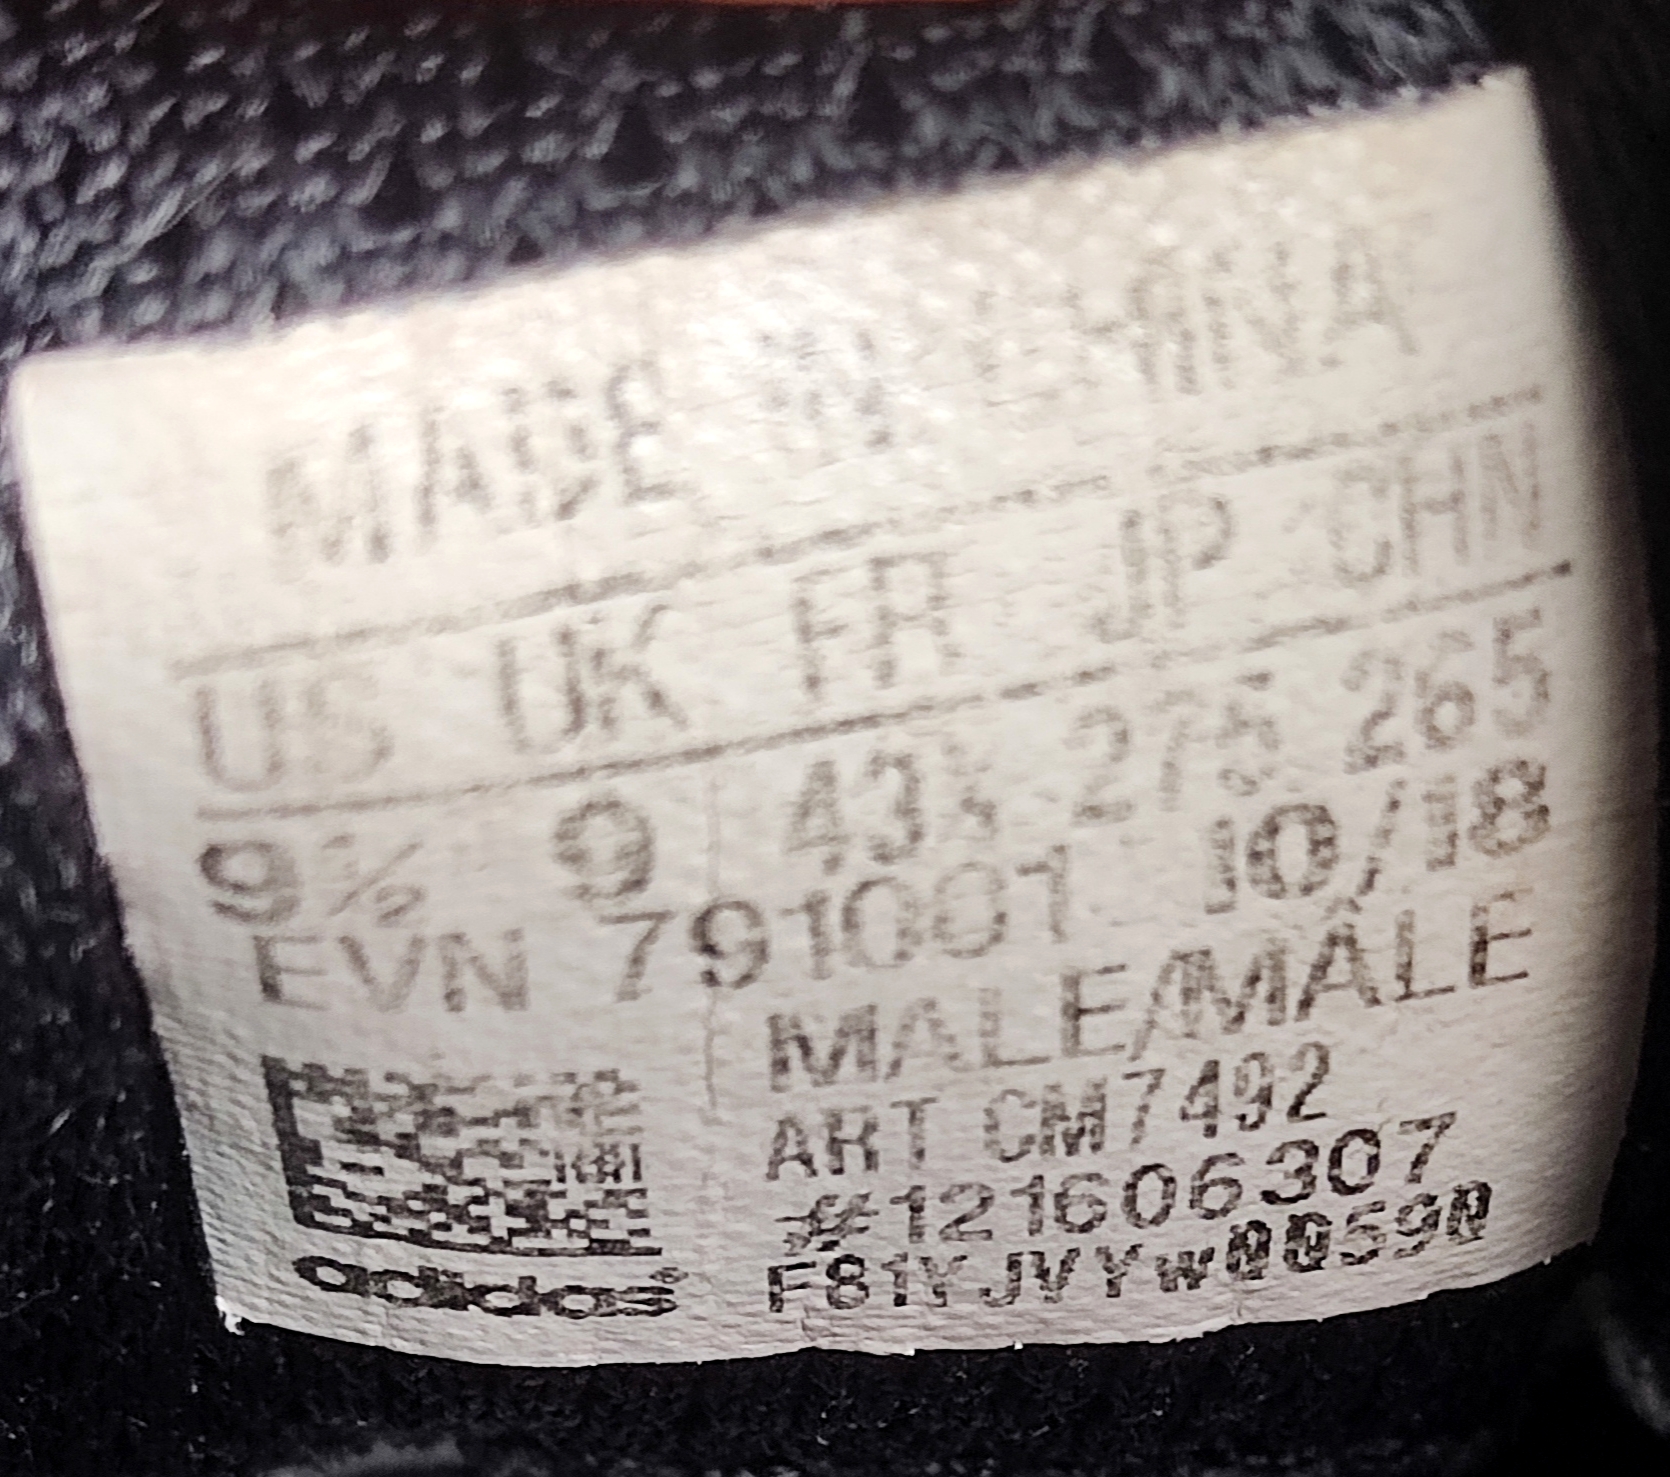 MADE IN CHINA
US UK FR JP CHN
9½ 9 43⅓ 275 265
EVN 791001 10/18
MALE/MÂLE
ART CM7492
#121606307
F81YJVYW00590
adidas